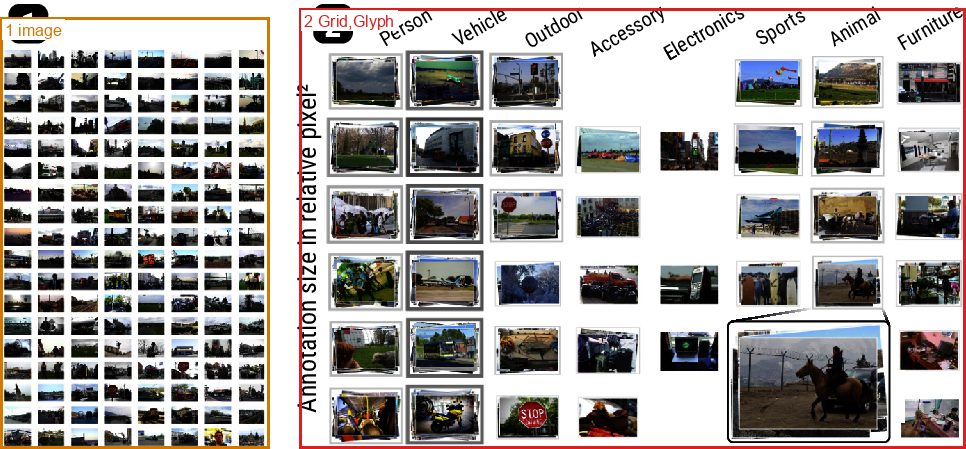 1 image
2 Grid,Glyph
Person
Vehicle
Outdoor
Accessory
Electronics
Sports
Animal
Furniture
Annotation size in relative pixel²
STOP